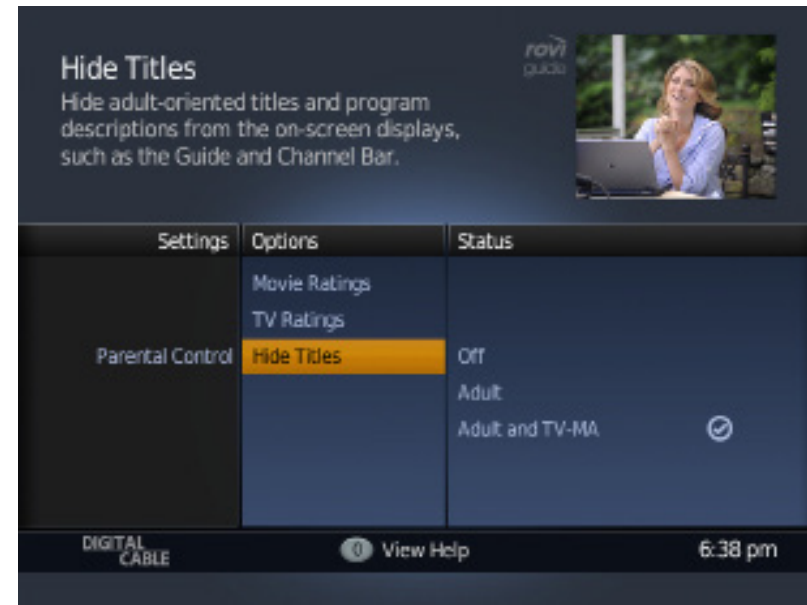 Hide Titles
Hide adult-oriented titles and program
descriptions from the on-screen displays,
such as the Guide and Channel Bar.
rovi
guide
Settings
Options
Status
Movie Ratings
TV Ratings
Parental Control
Hide Titles
Off
Adult
Adult and TV-MA
DIGITAL
CABLE
0 View Help
6:38 pm